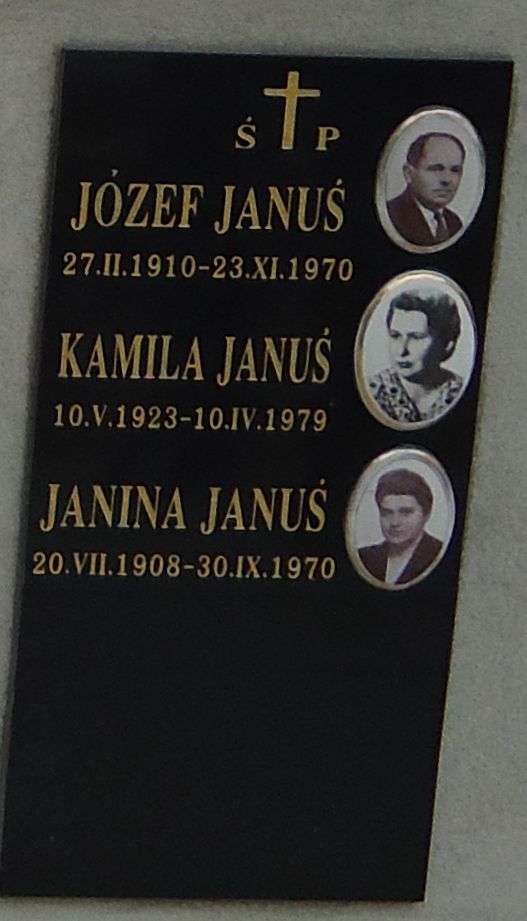 Ś P
JÓZEF JANUŚ
27.II.1910-23.XI.1970
KAMILA JANUŚ
10.V.1923-10.IV.1979
JANINA JANUŚ
20.VII.1908-30.IX.1970